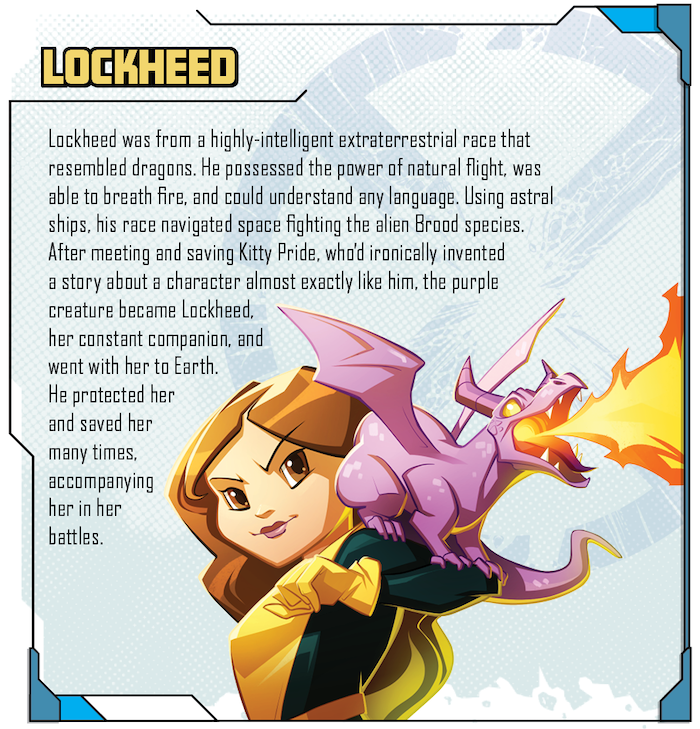 LOCKHEED
Lockheed was from a highly-intelligent extraterrestrial race that
resembled dragons. He possessed the power of natural flight, was
able to breath fire, and could understand any language. Using astral
ships, his race navigated space fighting the alien Brood species.
After meeting and saving Kitty Pride, who'd ironically invented
a story about a character almost exactly like him, the purple
creature became Lockheed,
her constant companion, and
went with her to Earth.
He protected her
and saved her
many times,
accompanying
her in her
battles.